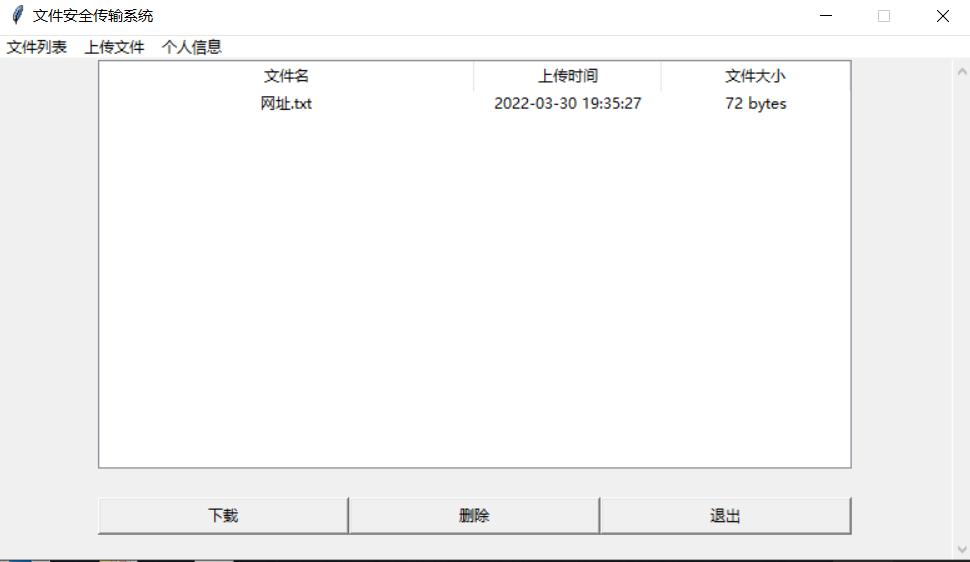 文件安全传输系统
文件列表 上传文件 个人信息
文件名 上传时间 文件大小
网址.txt 2022-03-30 19:35:27 72 bytes
下载 删除 退出